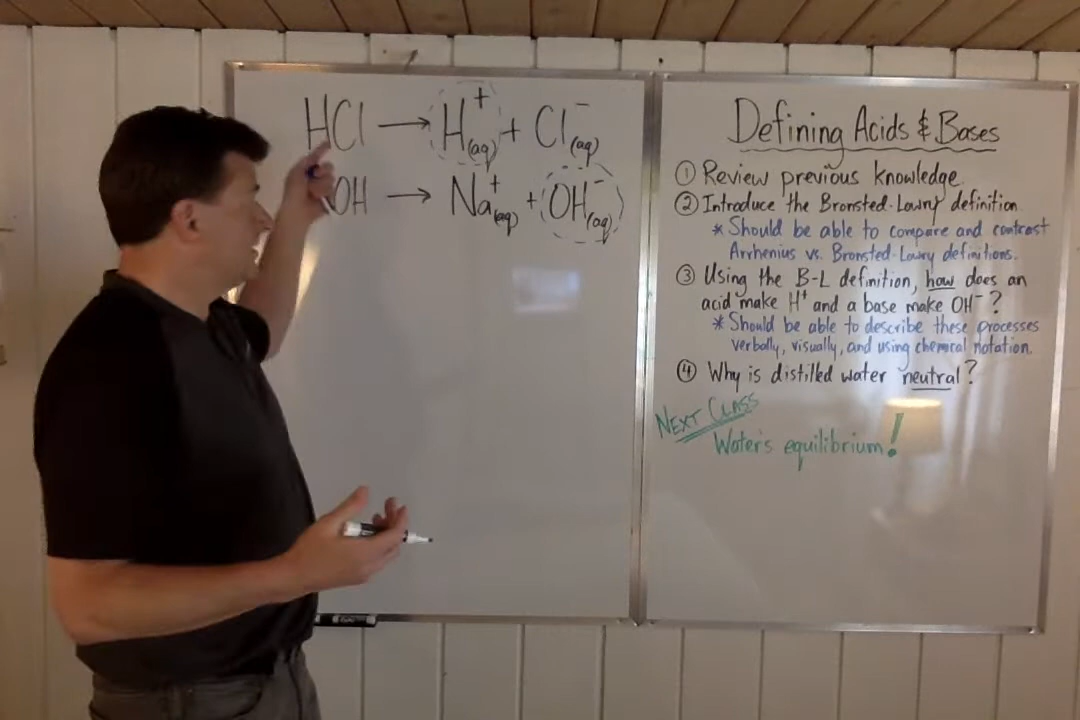 HCl → H⁺(aq) + Cl⁻(aq)
OH → Na⁺(aq) + OH⁻(aq)
Defining Acids & Bases
① Review previous knowledge
② Introduce the Bronsted-Lowry definition
* Should be able to compare and contrast
Arrhenius vs. Bronsted-Lowry definitions.
③ Using the B-L definition, how does an
acid make H⁺ and a base make OH⁻?
* Should be able to describe these processes
verbally, visually, and using chemical notation.
④ Why is distilled water neutral?
NEXT CLASS
Water's equilibrium!